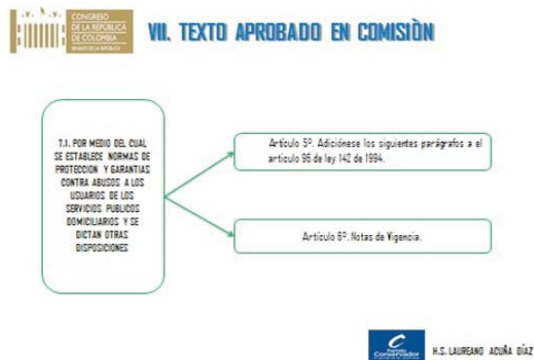 CONGRESO
DE LA REPÚBLICA
DE COLOMBIA
VII. TEXTO APROBADO EN COMISIÒN
7.1. POR MEDIO DEL CUAL
SE ESTABLECE NORMAS DE
PROTECCION Y GARANTIAS
CONTRA ABUSOS A LOS
USUARIOS DE LOS
SERVICIOS PUBLICOS
DOMICILIARIOS Y SE
DICTAN OTRAS
DISPOSICIONES
Artículo 5º. Adiciónese los siguientes parágrafos a el
artículo 96 de ley 142 de 1994.
Artículo 6º. Notas de Vigencia.
Partido
Conservador
H.S. LAUREANO ACUÑA DÍAZ